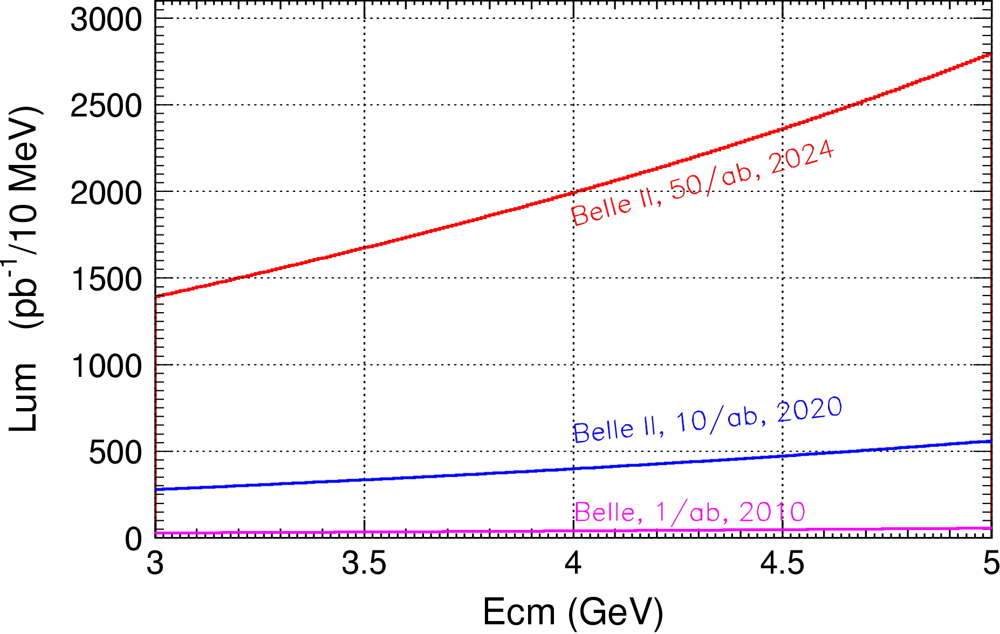 3000
2500
2000
1500
1000
500
0
Lum (pb-1/10 MeV)
Belle II, 50/ab, 2024
Belle II, 10/ab, 2020
Belle, 1/ab, 2010
3 3.5 4 4.5 5
Ecm (GeV)